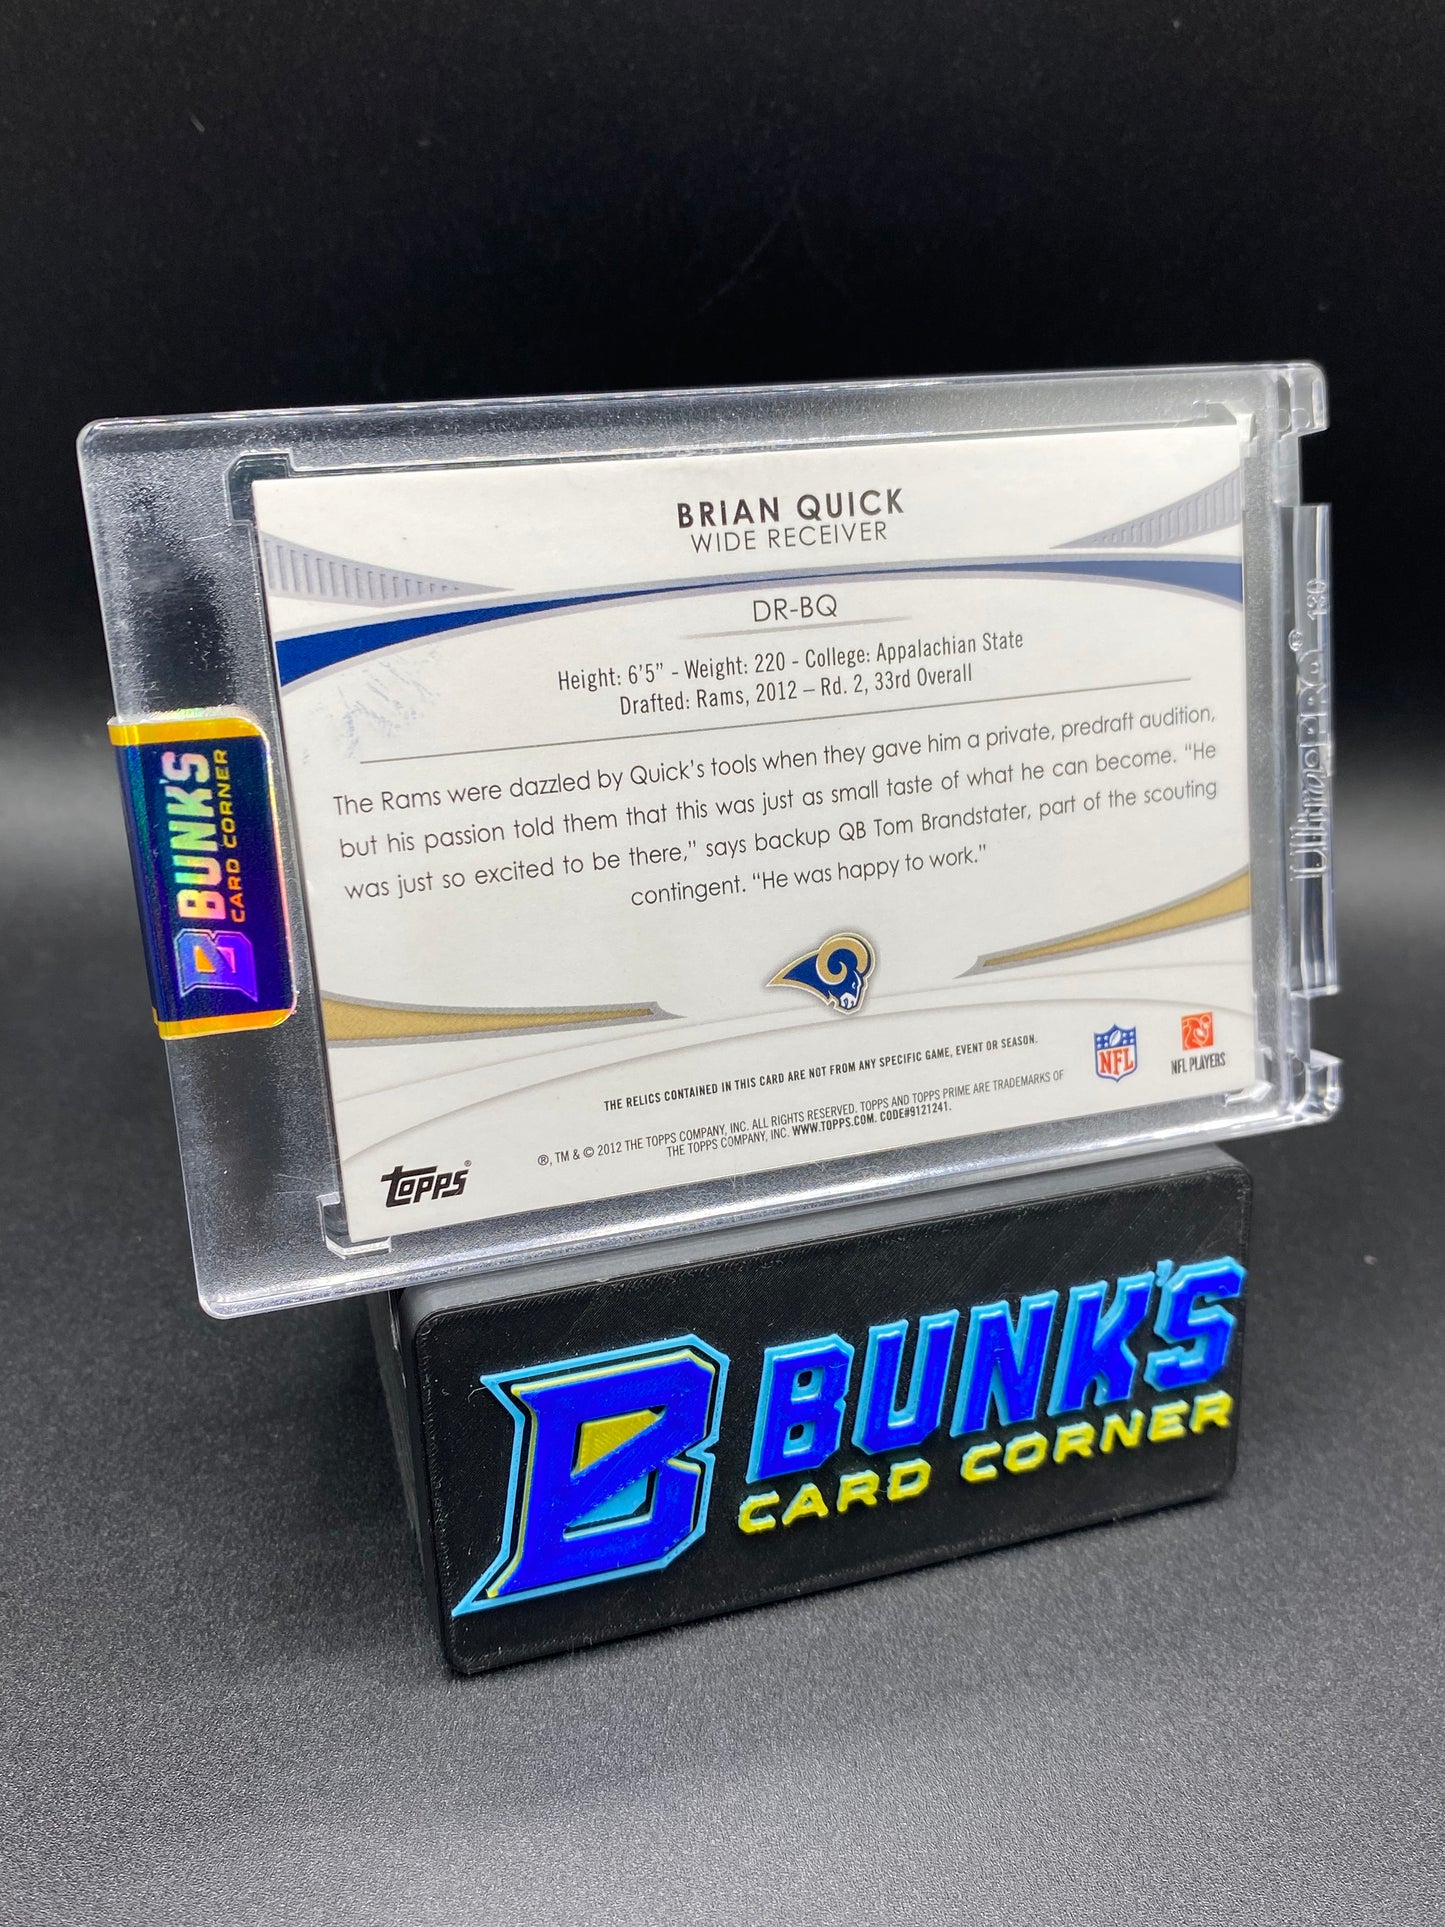 BRIAN QUICK
WIDE RECEIVER
DR-BQ
Height: 6'5" - Weight: 220 - College: Appalachian State
Drafted: Rams, 2012 – Rd. 2, 33rd Overall
The Rams were dazzled by Quick's tools when they gave him a private, predraft audition,
but his passion told them that this was just as small taste of what he can become. "He
was just so excited to be there," says backup QB Tom Brandstater, part of the scouting
contingent. "He was happy to work."
THE RELICS CONTAINED IN THIS CARD ARE NOT FROM ANY SPECIFIC GAME, EVENT OR SEASON.
®, TM & © 2012 THE TOPPS COMPANY, INC. ALL RIGHTS RESERVED. TOPPS AND TOPPS PRIME ARE TRADEMARKS OF
THE TOPPS COMPANY, INC. WWW.TOPPS.COM. CODE#9121241.
NFL
NFL PLAYERS
TOPPS®
B BUNK'S
CARD CORNER
Ultra PRO® 130
B BUNK'S
CARD CORNER